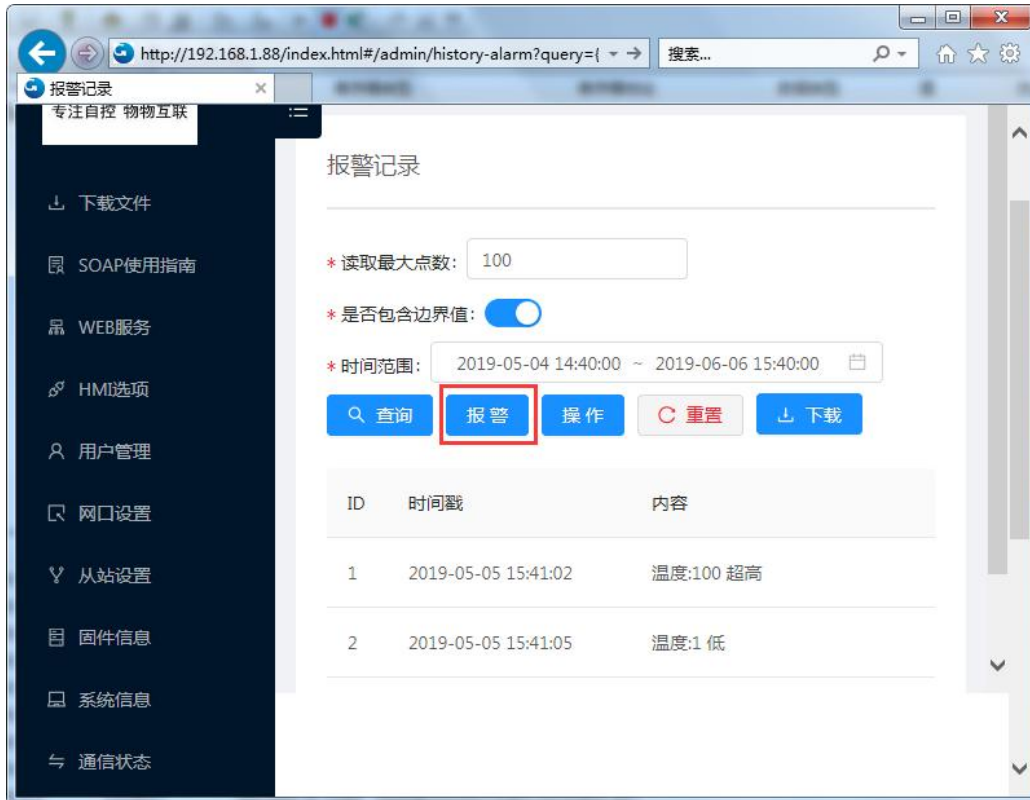 http://192.168.1.88/index.html#/admin/history-alarm?query={
搜索...
报警记录
专注自控 物物互联
下载文件
SOAP使用指南
WEB服务
HMI选项
用户管理
网口设置
从站设置
固件信息
系统信息
通信状态
报警记录
* 读取最大点数: 100
* 是否包含边界值:
* 时间范围: 2019-05-04 14:40:00 ~ 2019-06-06 15:40:00
查询 报警 操作 重置 下载
ID 时间戳 内容
1 2019-05-05 15:41:02 温度:100 超高
2 2019-05-05 15:41:05 温度:1 低